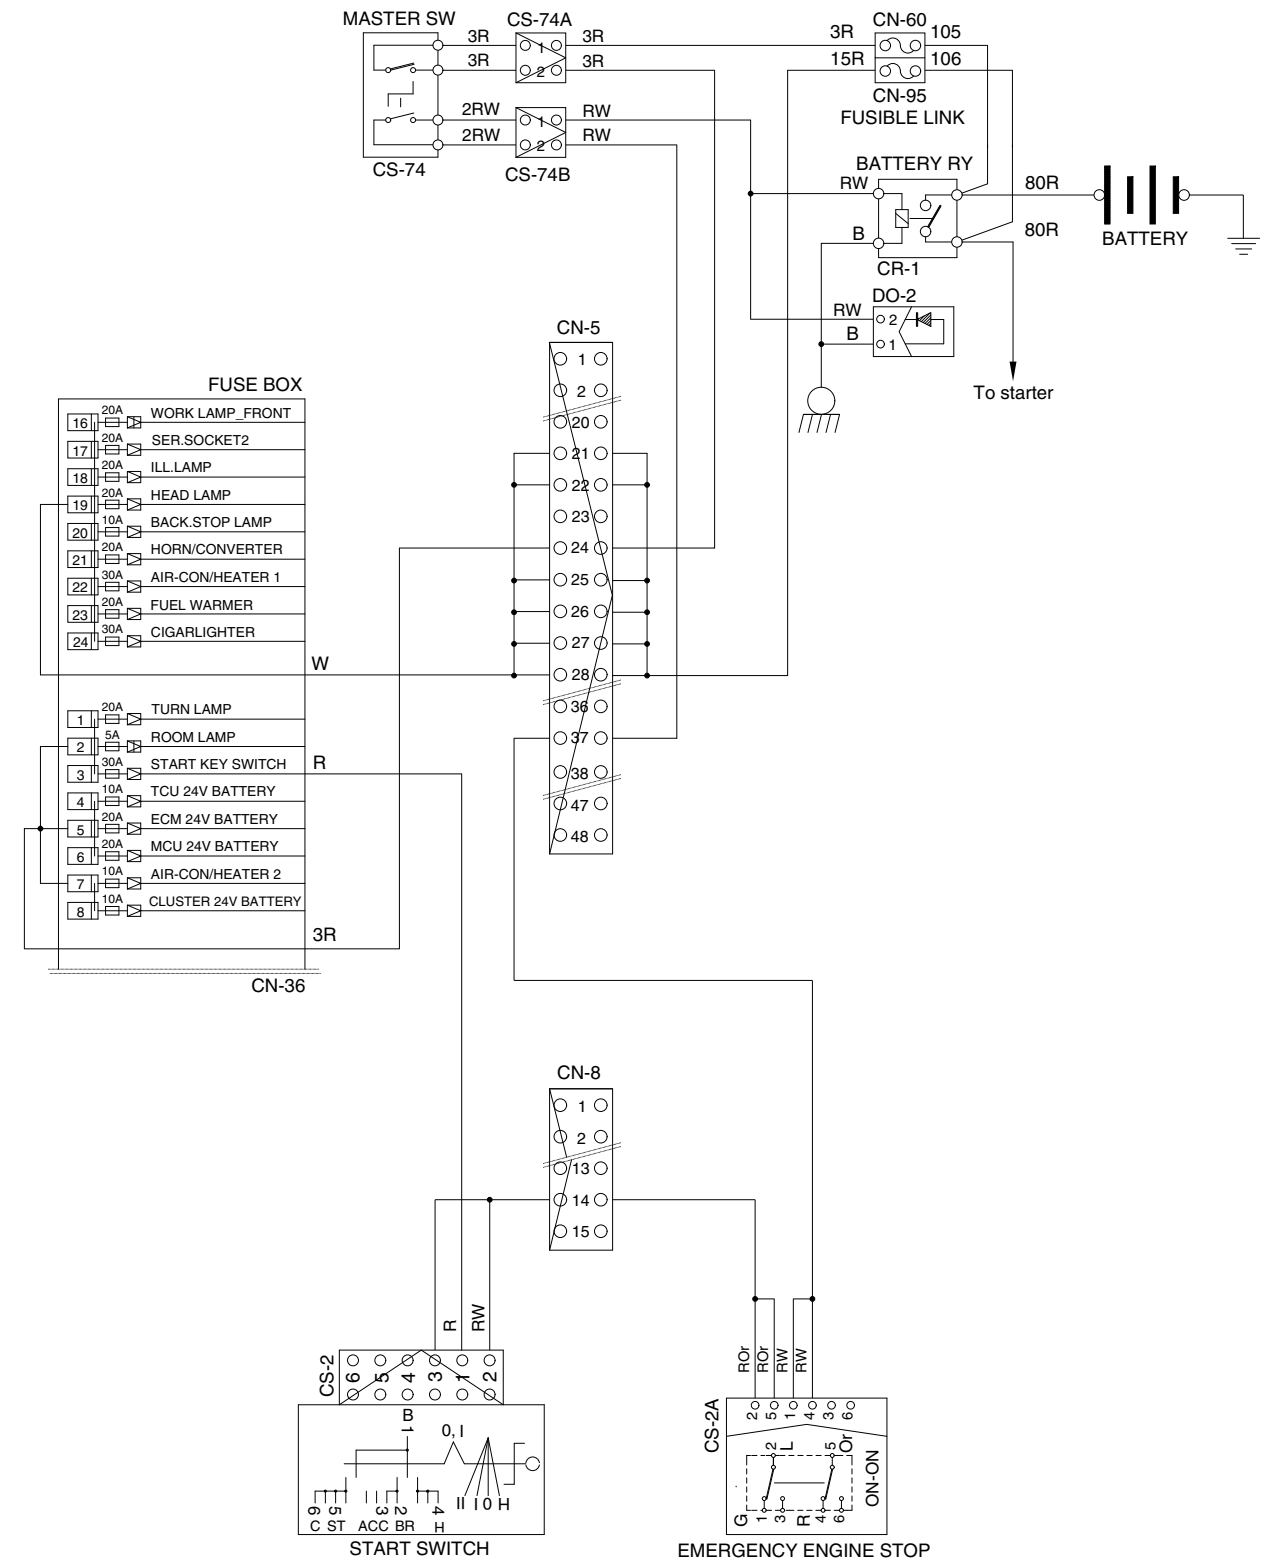 MASTER SW
CS-74A
CN-60
3R
1
3R
3R
105
3R
2
3R
15R
106
CN-95
FUSIBLE LINK
2RW
1
RW
2RW
2
RW
CS-74
CS-74B
BATTERY RY
RW
80R
B
80R
BATTERY
CR-1
DO-2
RW
2
B
1
To starter
CN-5
1
2
20
21
22
23
24
25
26
27
28
36
37
38
47
48
FUSE BOX
16 20A WORK LAMP_FRONT
17 20A SER.SOCKET2
18 20A ILL.LAMP
19 20A HEAD LAMP
20 10A BACK.STOP LAMP
21 20A HORN/CONVERTER
22 30A AIR-CON/HEATER 1
23 20A FUEL WARMER
24 30A CIGARLIGHTER
W
1 20A TURN LAMP
2 5A ROOM LAMP
3 30A START KEY SWITCH
R
4 10A TCU 24V BATTERY
5 20A ECM 24V BATTERY
6 20A MCU 24V BATTERY
7 10A AIR-CON/HEATER 2
8 10A CLUSTER 24V BATTERY
3R
CN-36
CN-8
1
2
13
14
15
R
RW
CS-2
6 5 4 3 1 2
B
1
0, I
II I 0 H
6 5 3 2 4
C ST ACC BR H
START SWITCH
ROr
ROr
RW
RW
CS-2A
2 5 1 4 3 6
2 L 5 Or
G 1 3 R 4 6
ON-ON
EMERGENCY ENGINE STOP